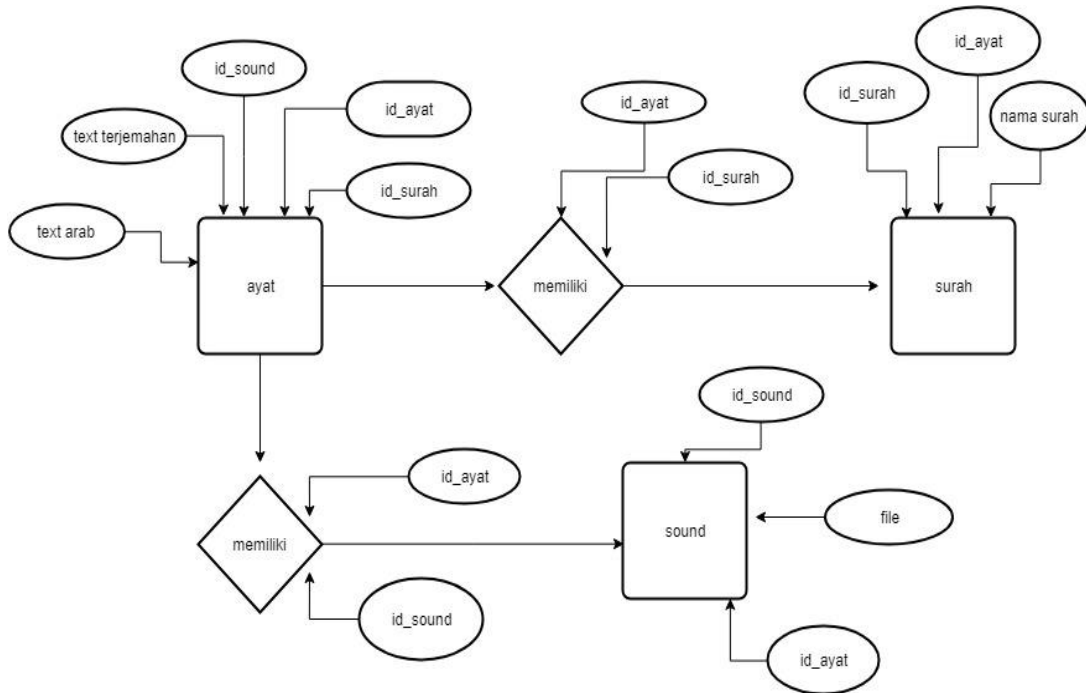 id_ayat
id_sound
id_surah
id_ayat
id_ayat
nama surah
text terjemahan
id_surah
id_surah
text arab
ayat
memiliki
surah
id_sound
id_ayat
file
memiliki
sound
id_sound
id_ayat